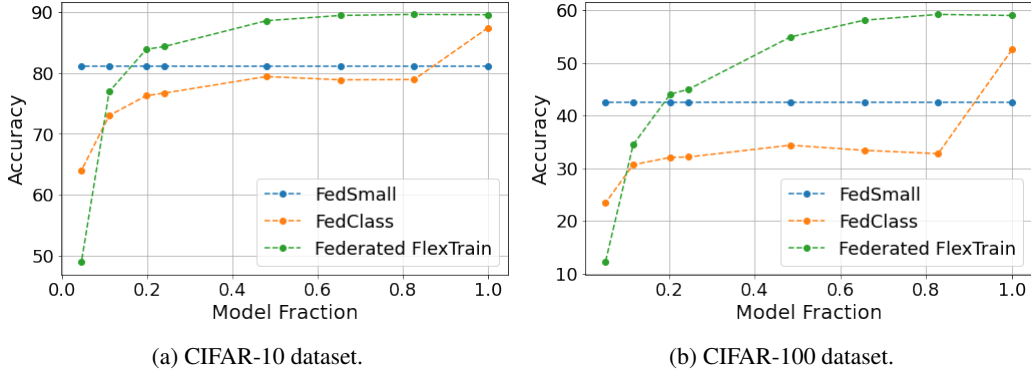 90
80
70
60
50
Accuracy
0.0 0.2 0.4 0.6 0.8 1.0
Model Fraction
FedSmall
FedClass
Federated FlexTrain
(a) CIFAR-10 dataset.
60
50
40
30
20
10
Accuracy
0.2 0.4 0.6 0.8 1.0
Model Fraction
FedSmall
FedClass
Federated FlexTrain
(b) CIFAR-100 dataset.